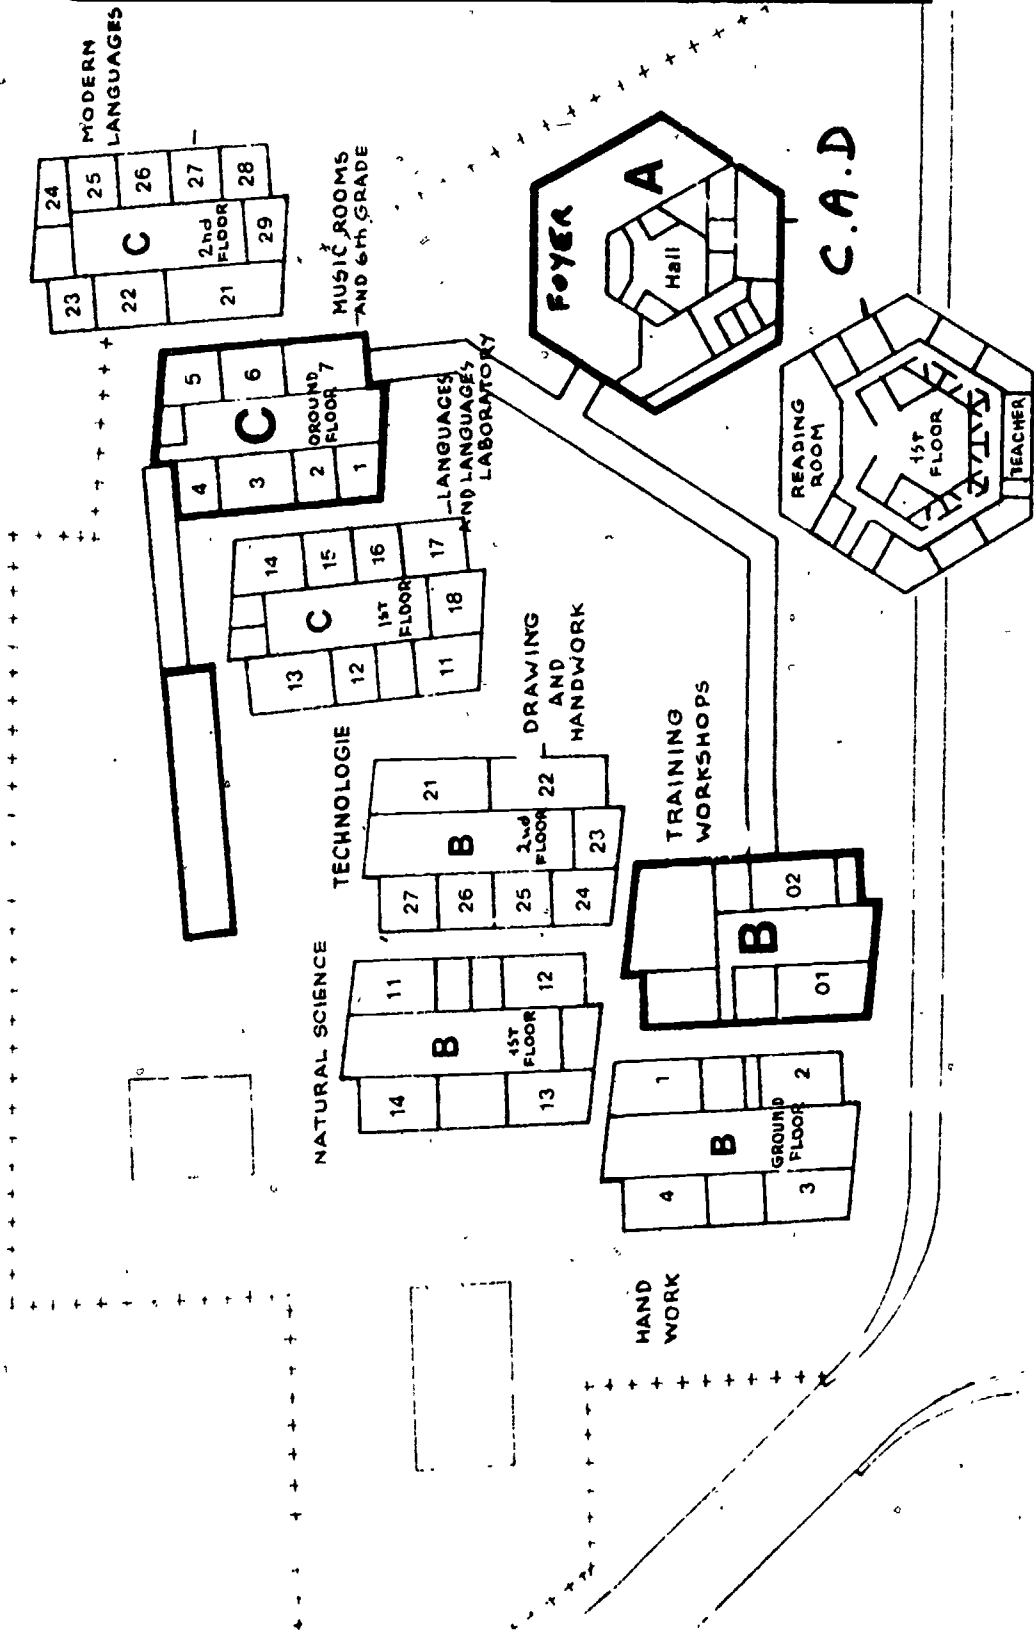 MODERN
LANGUAGES
24
25
26
27
28
C
2nd
FLOOR
29
23
22
21
MUSIC ROOMS
AND 6th GRADE
5
6
7
C
GROUND
FLOOR
4
3
2
1
LANGUAGES
AND LANGUAGES
LABORATORY
14
15
16
17
C
1ST
FLOOR
18
13
12
11
TECHNOLOGIE
DRAWING
AND
HANDWORK
21
22
B
2nd
FLOOR
23
27
26
25
24
NATURAL SCIENCE
11
12
B
1ST
FLOOR
14
13
TRAINING
WORKSHOPS
02
B
01
1
2
B
GROUND
FLOOR
4
3
HAND
WORK
FOYER
A
Hall
C.A.D
READING
ROOM
1ST
FLOOR
TEACHER